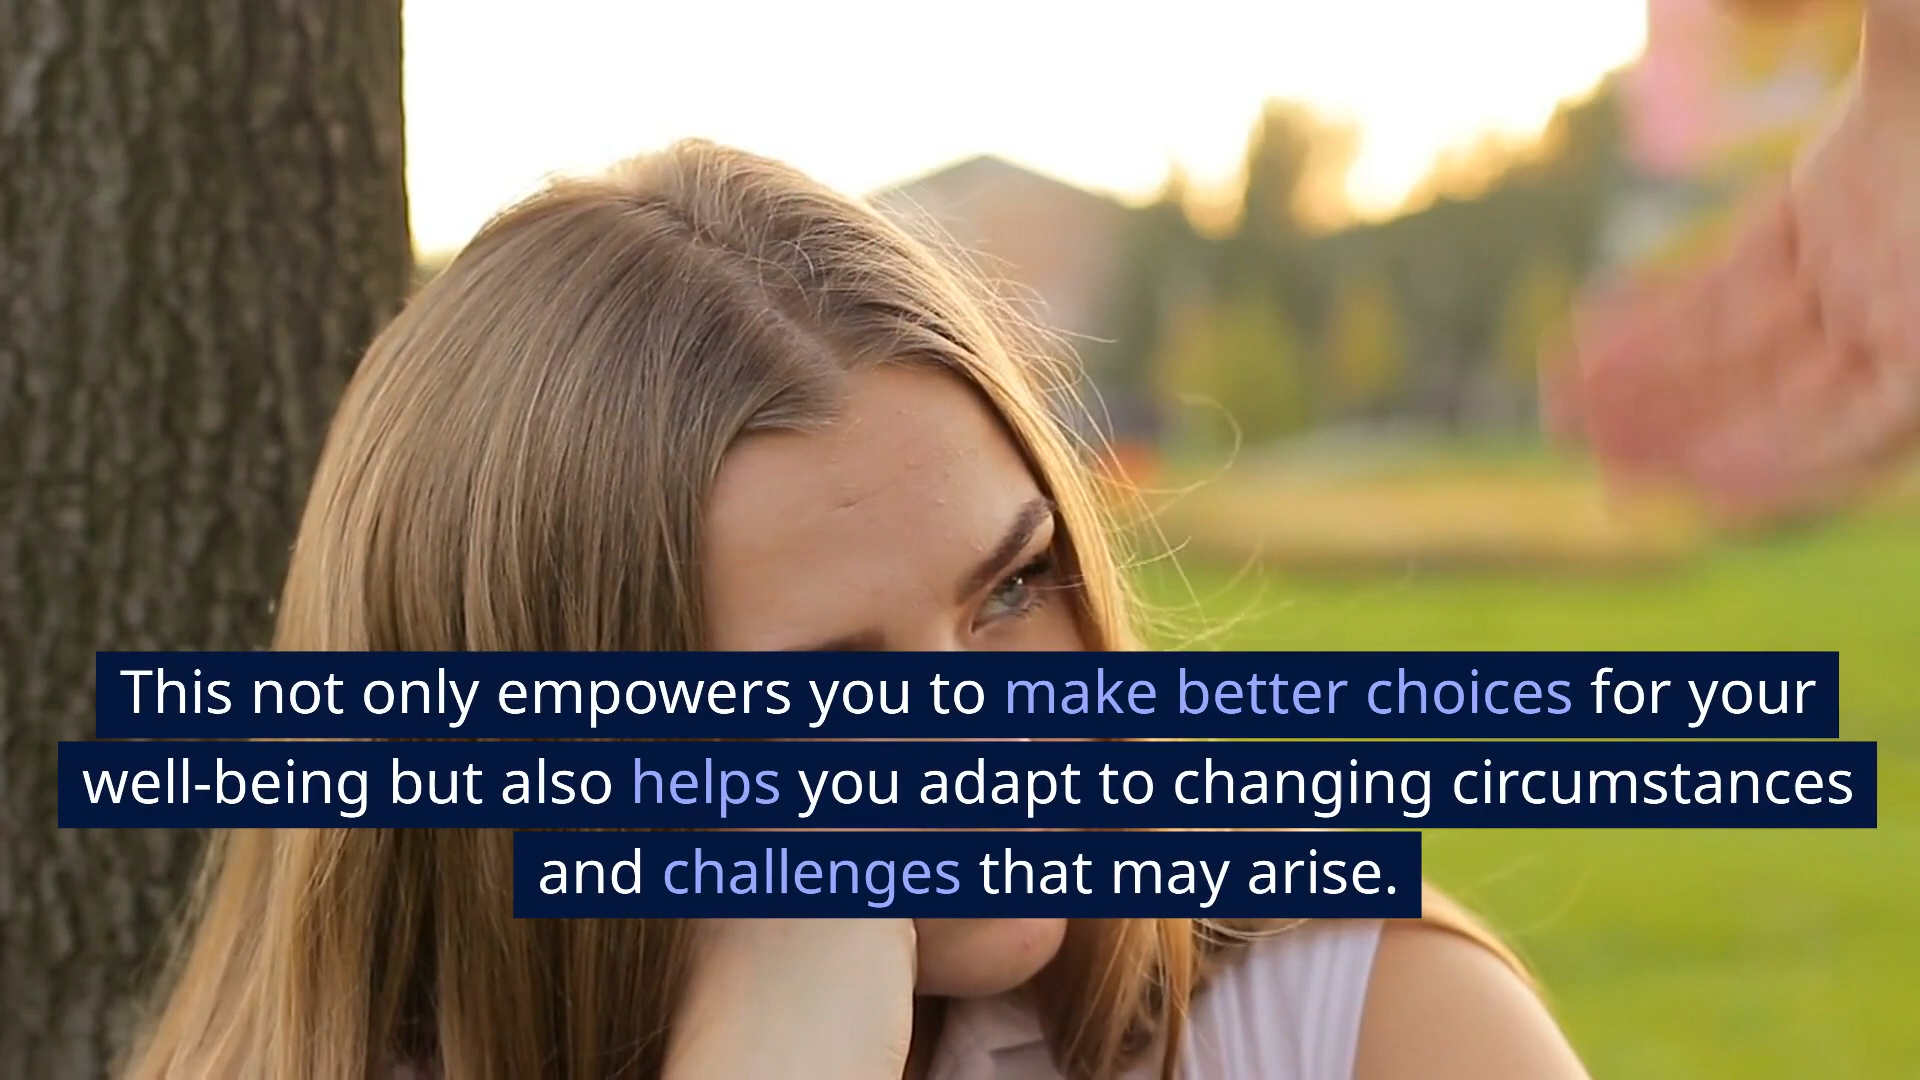 This not only empowers you to make better choices for your
well-being but also helps you adapt to changing circumstances
and challenges that may arise.